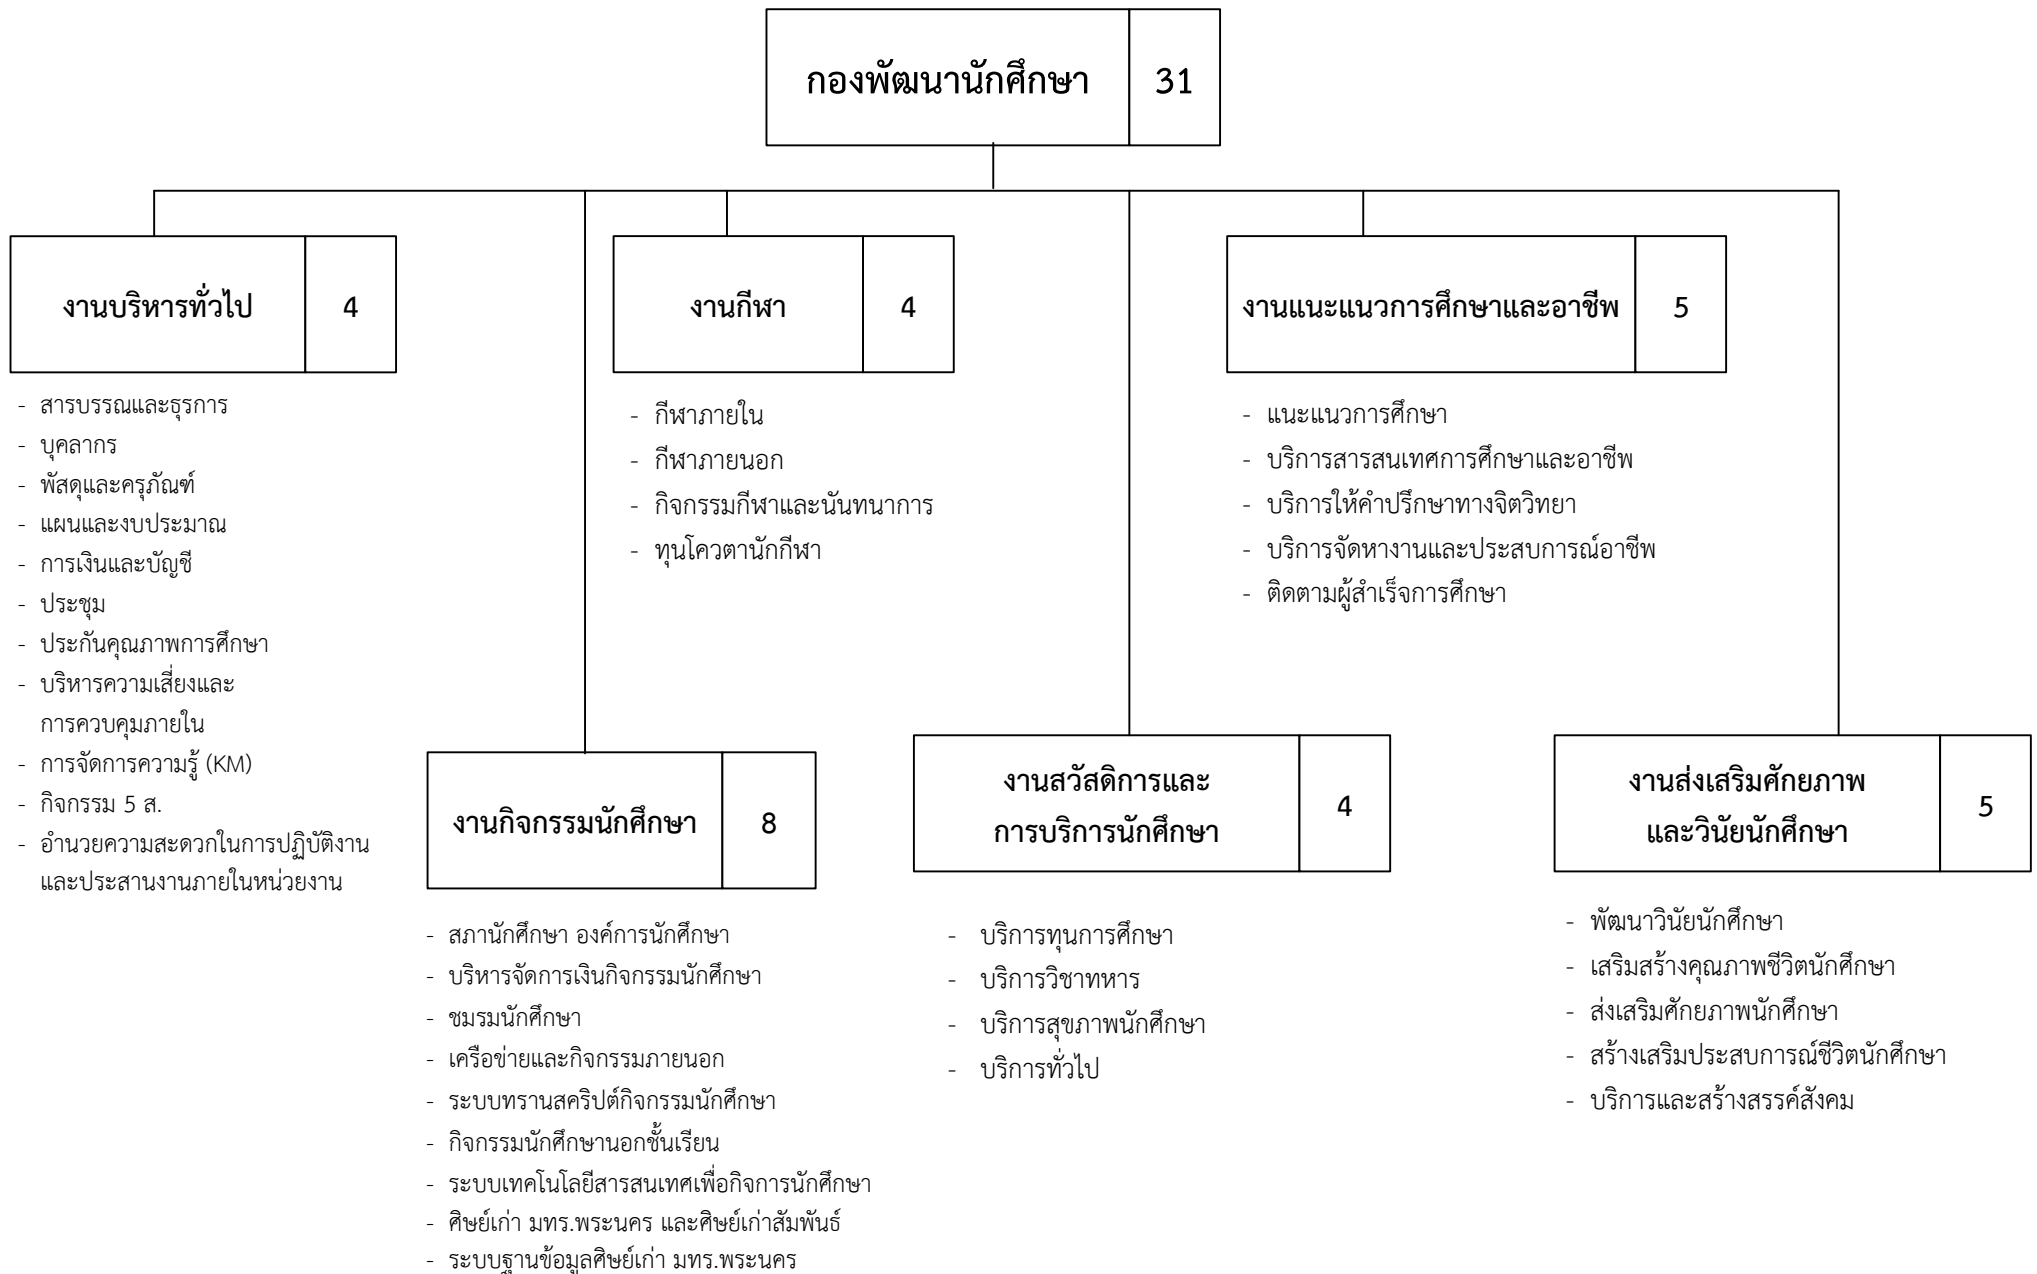 กองพัฒนานักศึกษา 31
งานบริหารทั่วไป 4
- สารบรรณและธุรการ
- บุคลากร
- พัสดุและครุภัณฑ์
- แผนและงบประมาณ
- การเงินและบัญชี
- ประชุม
- ประกันคุณภาพการศึกษา
- บริหารความเสี่ยงและ
การควบคุมภายใน
- การจัดการความรู้ (KM)
- กิจกรรม 5 ส.
- อำนวยความสะดวกในการปฏิบัติงาน
และประสานงานภายในหน่วยงาน
งานกีฬา 4
- กีฬาภายใน
- กีฬาภายนอก
- กิจกรรมกีฬาและนันทนาการ
- ทุนโควตานักกีฬา
งานแนะแนวการศึกษาและอาชีพ 5
- แนะแนวการศึกษา
- บริการสารสนเทศการศึกษาและอาชีพ
- บริการให้คำปรึกษาทางจิตวิทยา
- บริการจัดหางานและประสบการณ์อาชีพ
- ติดตามผู้สำเร็จการศึกษา
งานกิจกรรมนักศึกษา 8
- สภานักศึกษา องค์การนักศึกษา
- บริหารจัดการเงินกิจกรรมนักศึกษา
- ชมรมนักศึกษา
- เครือข่ายและกิจกรรมภายนอก
- ระบบทรานสคริปต์กิจกรรมนักศึกษา
- กิจกรรมนักศึกษานอกชั้นเรียน
- ระบบเทคโนโลยีสารสนเทศเพื่อกิจการนักศึกษา
- ศิษย์เก่า มทร.พระนคร และศิษย์เก่าสัมพันธ์
- ระบบฐานข้อมูลศิษย์เก่า มทร.พระนคร
งานสวัสดิการและ
การบริการนักศึกษา 4
- บริการทุนการศึกษา
- บริการวิชาทหาร
- บริการสุขภาพนักศึกษา
- บริการทั่วไป
งานส่งเสริมศักยภาพ
และวินัยนักศึกษา 5
- พัฒนาวินัยนักศึกษา
- เสริมสร้างคุณภาพชีวิตนักศึกษา
- ส่งเสริมศักยภาพนักศึกษา
- สร้างเสริมประสบการณ์ชีวิตนักศึกษา
- บริการและสร้างสรรค์สังคม